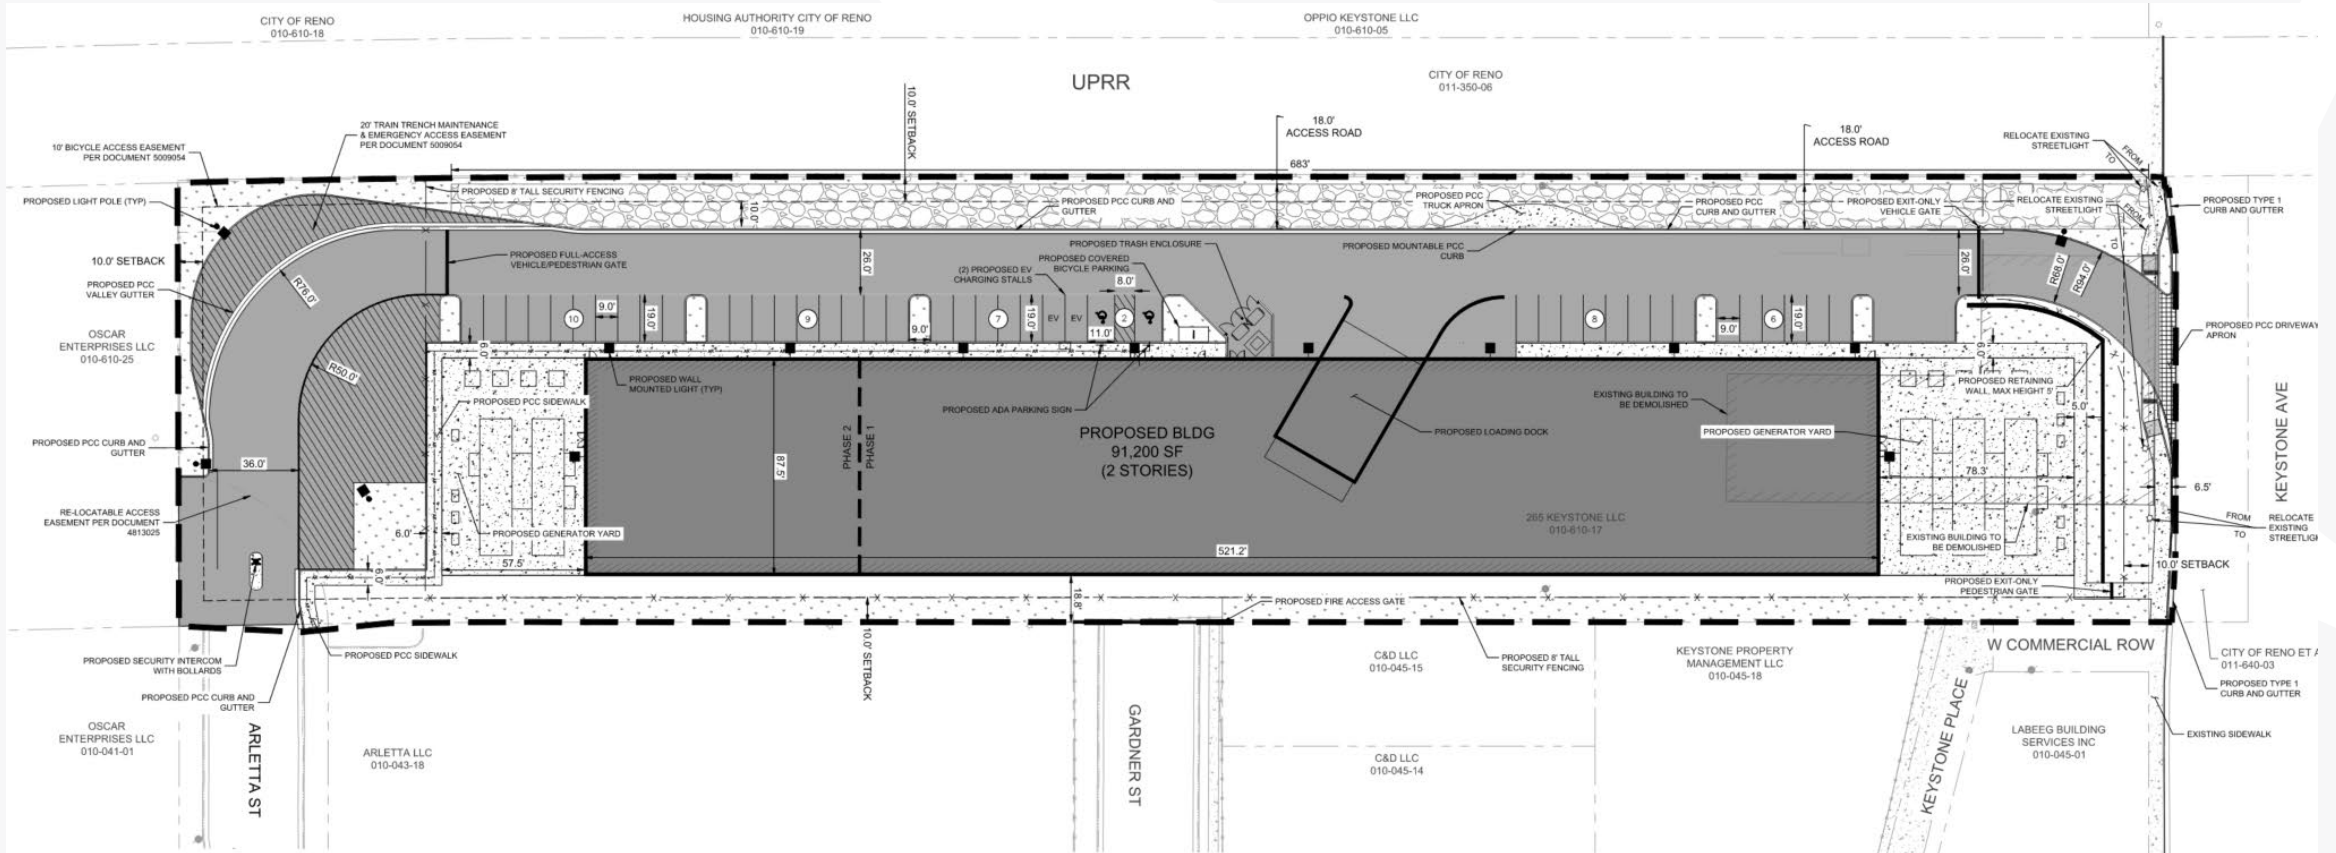 CITY OF RENO
010-610-18
HOUSING AUTHORITY CITY OF RENO
010-610-19
OPPIO KEYSTONE LLC
010-610-05
UPRR
CITY OF RENO
011-350-06
10.0' SETBACK
18.0'
ACCESS ROAD
18.0'
ACCESS ROAD
20' TRAIN TRENCH MAINTENANCE
& EMERGENCY ACCESS EASEMENT
PER DOCUMENT 5009054
10' BICYCLE ACCESS EASEMENT
PER DOCUMENT 5009054
RELOCATE EXISTING
STREETLIGHT
FROM
TO
683'
PROPOSED 8' TALL SECURITY FENCING
PROPOSED LIGHT POLE (TYP)
10.0'
PROPOSED PCC CURB AND
GUTTER
PROPOSED PCC
TRUCK APRON
PROPOSED PCC
CURB AND GUTTER
PROPOSED EXIT-ONLY
VEHICLE GATE
RELOCATE EXISTING
STREETLIGHT
FROM
TO
PROPOSED TYPE 1
CURB AND GUTTER
10.0' SETBACK
PROPOSED FULL-ACCESS
VEHICLE/PEDESTRIAN GATE
26.0'
PROPOSED TRASH ENCLOSURE
PROPOSED COVERED
BICYCLE PARKING
(2) PROPOSED EV
CHARGING STALLS
8.0'
PROPOSED MOUNTABLE PCC
CURB
26.0'
R68.0'
R94.0'
PROPOSED PCC
VALLEY GUTTER
R76.0'
OSCAR
ENTERPRISES LLC
010-610-25
10
9.0'
19.0'
9
9.0'
7
19.0'
EV
EV
2
11.0'
8
9.0'
6
19.0'
PROPOSED PCC DRIVEWAY
APRON
6.0'
6.0'
R50.0'
PROPOSED WALL
MOUNTED LIGHT (TYP)
PROPOSED PCC SIDEWALK
PROPOSED ADA PARKING SIGN
EXISTING BUILDING TO
BE DEMOLISHED
PROPOSED RETAINING
WALL, MAX HEIGHT 5'
5.0'
KEYSTONE AVE
PROPOSED PCC CURB AND
GUTTER
36.0'
PHASE 2
PHASE 1
87.5'
PROPOSED BLDG
91,200 SF
(2 STORIES)
PROPOSED LOADING DOCK
PROPOSED GENERATOR YARD
78.3'
6.5'
RE-LOCATABLE ACCESS
EASEMENT PER DOCUMENT
4813025
6.0'
PROPOSED GENERATOR YARD
57.5'
521.2'
265 KEYSTONE LLC
010-610-17
EXISTING BUILDING TO
BE DEMOLISHED
FROM
TO
RELOCATE
EXISTING
10.0' SETBACK
6.0'
18.8'
PROPOSED FIRE ACCESS GATE
PROPOSED EXIT-ONLY
PEDESTRIAN GATE
PROPOSED SECURITY INTERCOM
WITH BOLLARDS
PROPOSED PCC SIDEWALK
PROPOSED PCC CURB AND
GUTTER
10.0' SETBACK
C&D LLC
010-045-15
PROPOSED 8' TALL
SECURITY FENCING
KEYSTONE PROPERTY
MANAGEMENT LLC
010-045-18
W COMMERCIAL ROW
CITY OF RENO ET
011-640-03
PROPOSED TYPE 1
CURB AND GUTTER
OSCAR
ENTERPRISES LLC
010-041-01
ARLETTA ST
ARLETTA LLC
010-043-18
GARDNER ST
C&D LLC
010-045-14
KEYSTONE PLACE
LABEEG BUILDING
SERVICES INC
010-045-01
EXISTING SIDEWALK